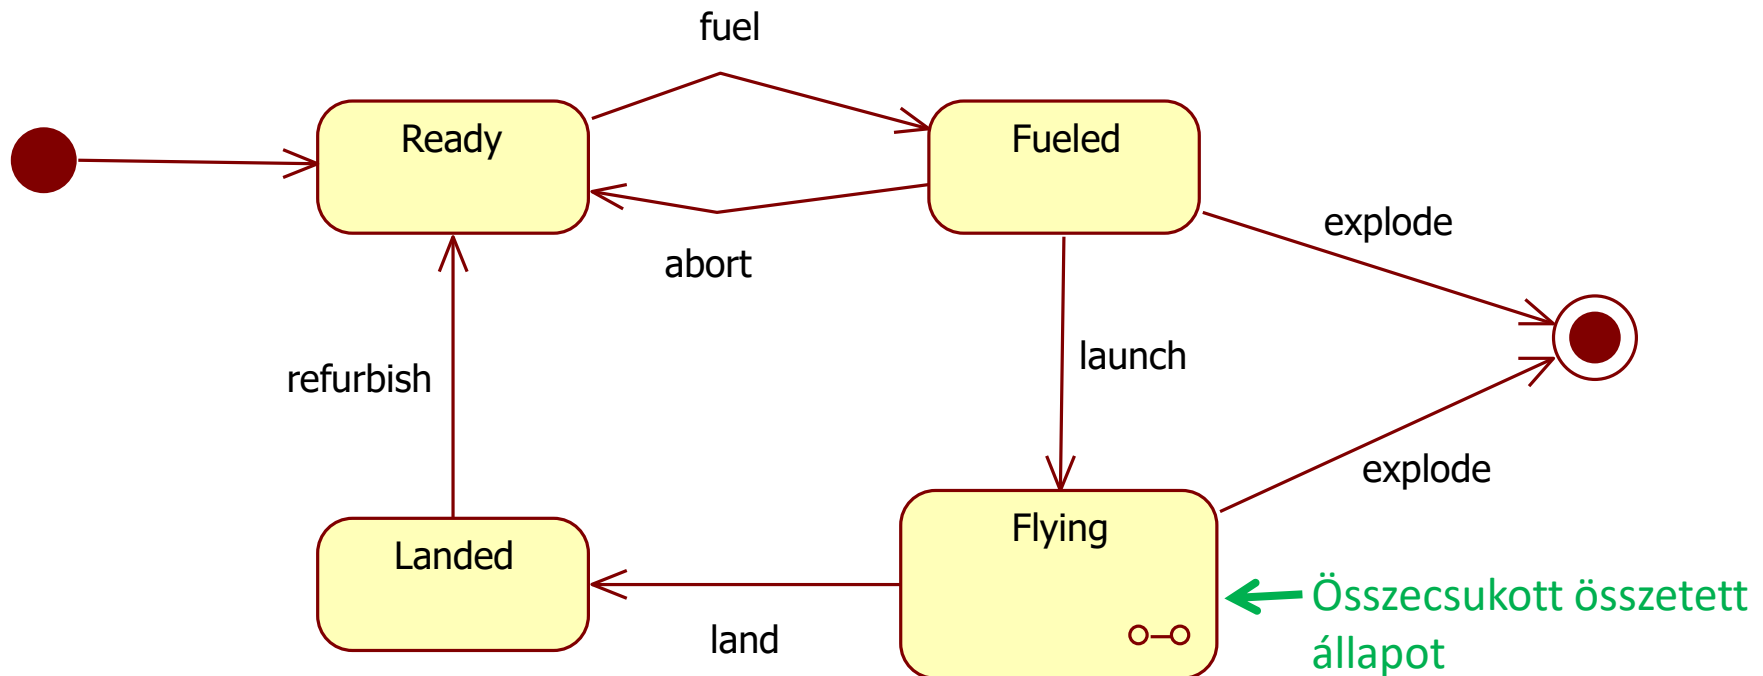 fuel
Ready
Fueled
explode
abort
launch
refurbish
explode
Flying
Landed
Összecsukott összetett
állapot
land